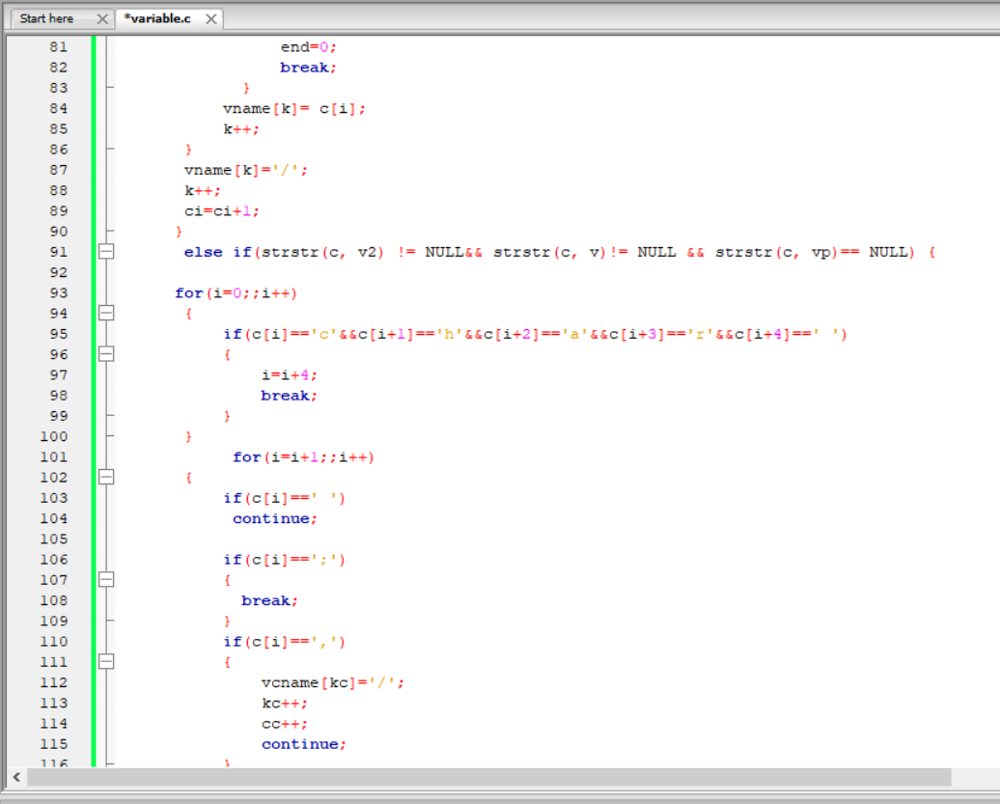 Start here
*variable.c
81 end=0;
82 break;
83 }
84 vname[k]= c[i];
85 k++;
86 }
87 vname[k]='/';
88 k++;
89 ci=ci+1;
90 }
91 else if(strstr(c, v2) != NULL&& strstr(c, v)!= NULL && strstr(c, vp)== NULL) {
92
93 for(i=0;;i++)
94 {
95 if(c[i]=='c'&&c[i+1]=='h'&&c[i+2]=='a'&&c[i+3]=='r'&&c[i+4]==' ')
96 {
97 i=i+4;
98 break;
99 }
100 }
101 for(i=i+1;;i++)
102 {
103 if(c[i]==' ')
104 continue;
105
106 if(c[i]==';')
107 {
108 break;
109 }
110 if(c[i]==',')
111 {
112 vcname[kc]='/';
113 kc++;
114 cc++;
115 continue;
116 }